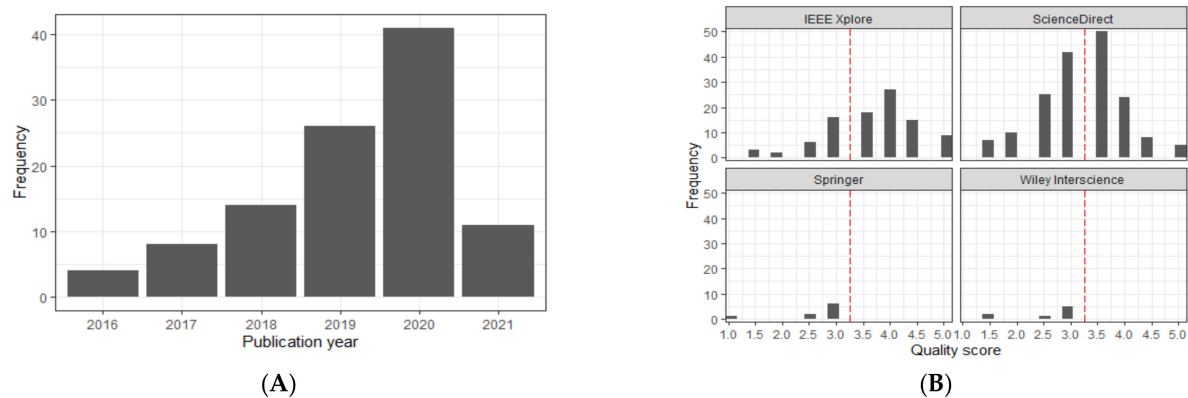 40
30
20
10
0
Frequency
2016 2017 2018 2019 2020 2021
Publication year
(A)
IEEE Xplore ScienceDirect
50
40
30
20
10
0
Springer Wiley Interscience
50
40
30
20
10
0
Frequency
1.0 1.5 2.0 2.5 3.0 3.5 4.0 4.5 5.0 1.0 1.5 2.0 2.5 3.0 3.5 4.0 4.5 5.0
Quality score
(B)